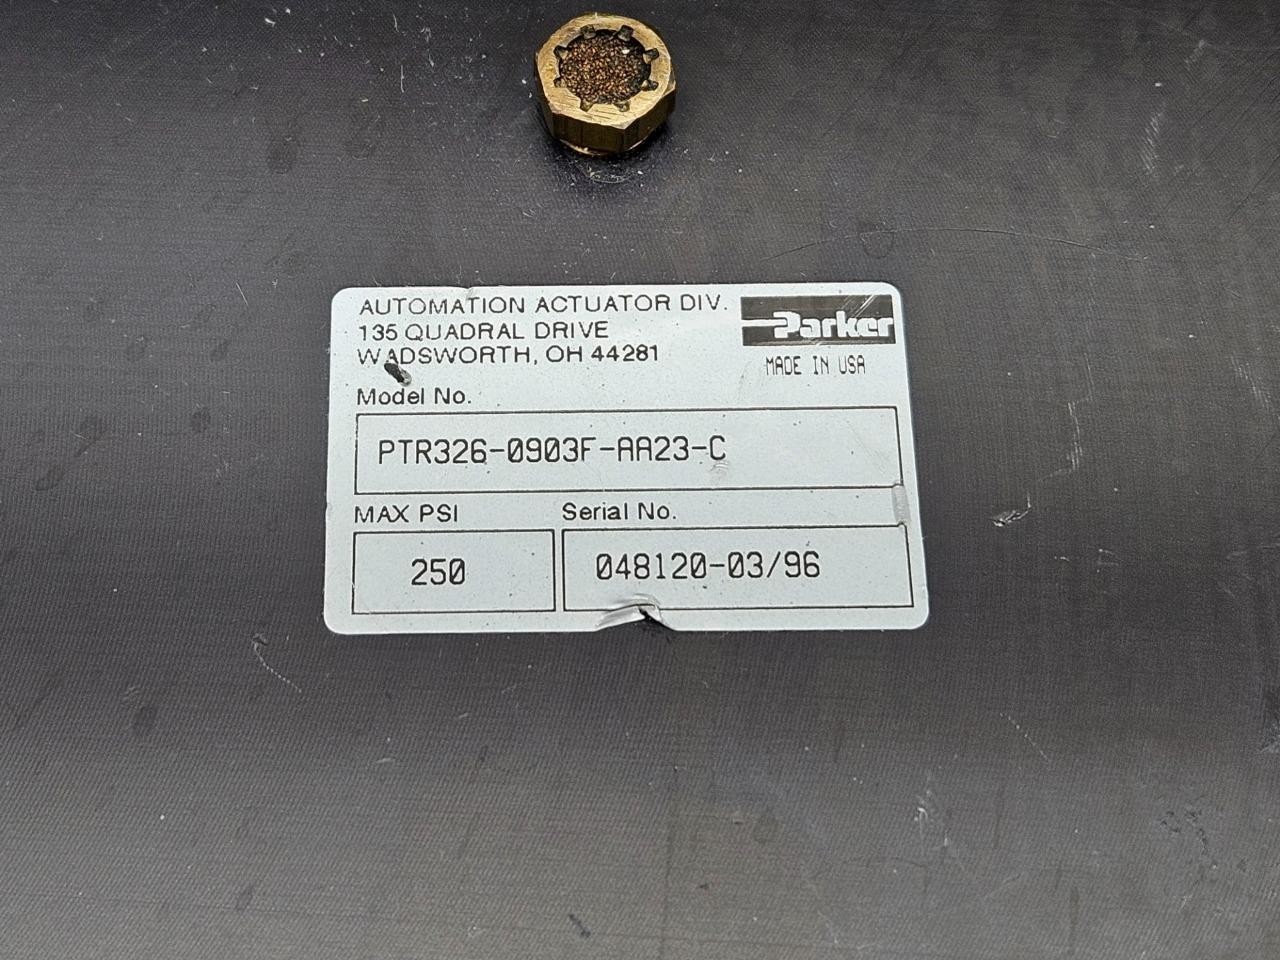 AUTOMATION ACTUATOR DIV.
135 QUADRAL DRIVE
WADSWORTH, OH 44281
Parker
MADE IN USA
Model No.
PTR326-0903F-AA23-C
MAX PSI
250
Serial No.
048120-03/96